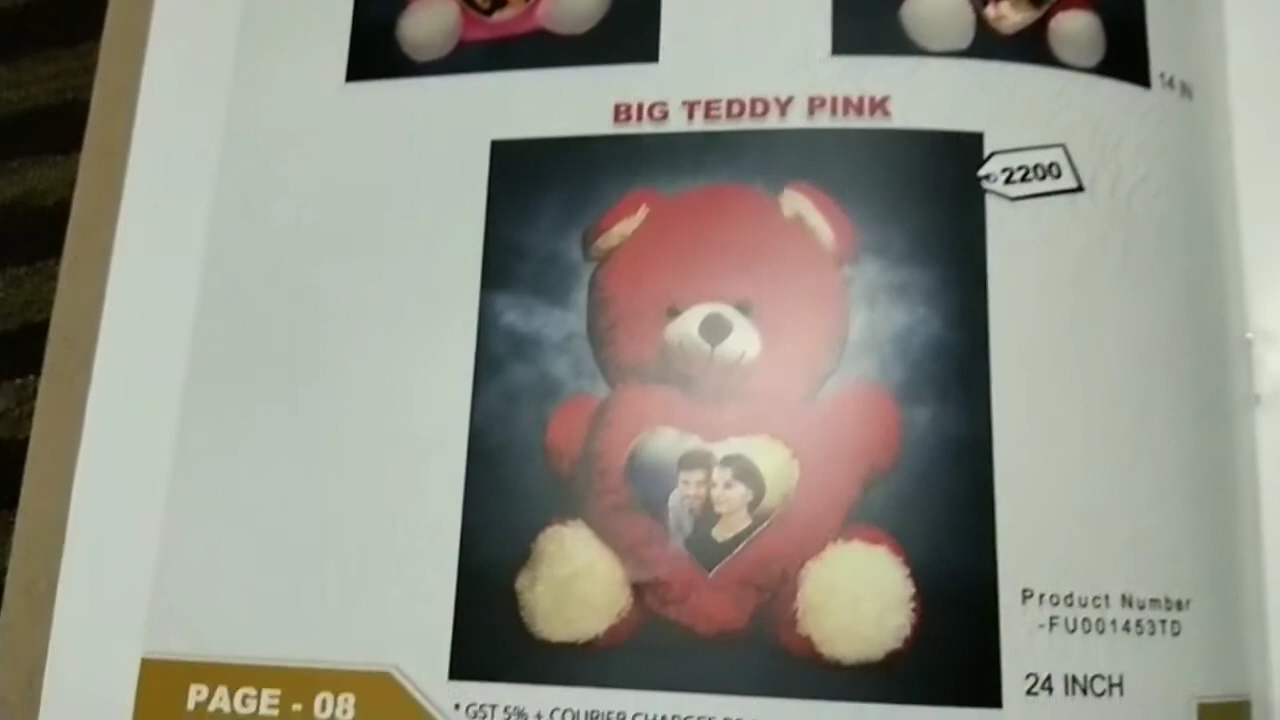 14 IN
BIG TEDDY PINK
2200
Product Number
-FU001453TD
24 INCH
PAGE - 08
* GST 5% + COURIER CHARGES